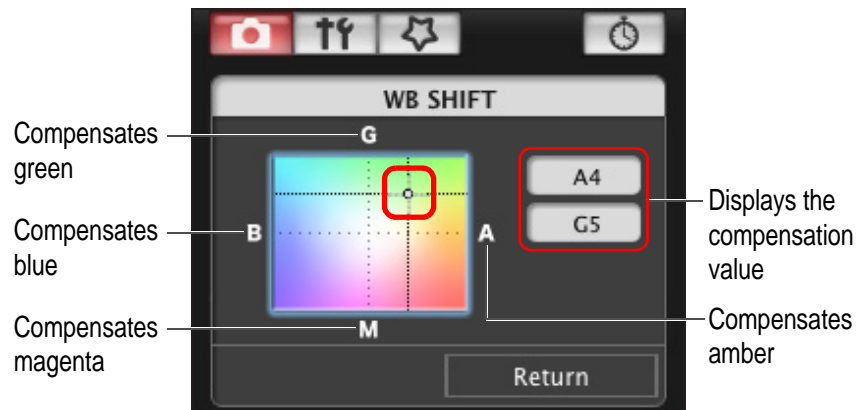 WB SHIFT
Compensates
green
G
A4
G5
Compensates
blue
B
A
Displays the
compensation
value
Compensates
magenta
M
Compensates
amber
Return